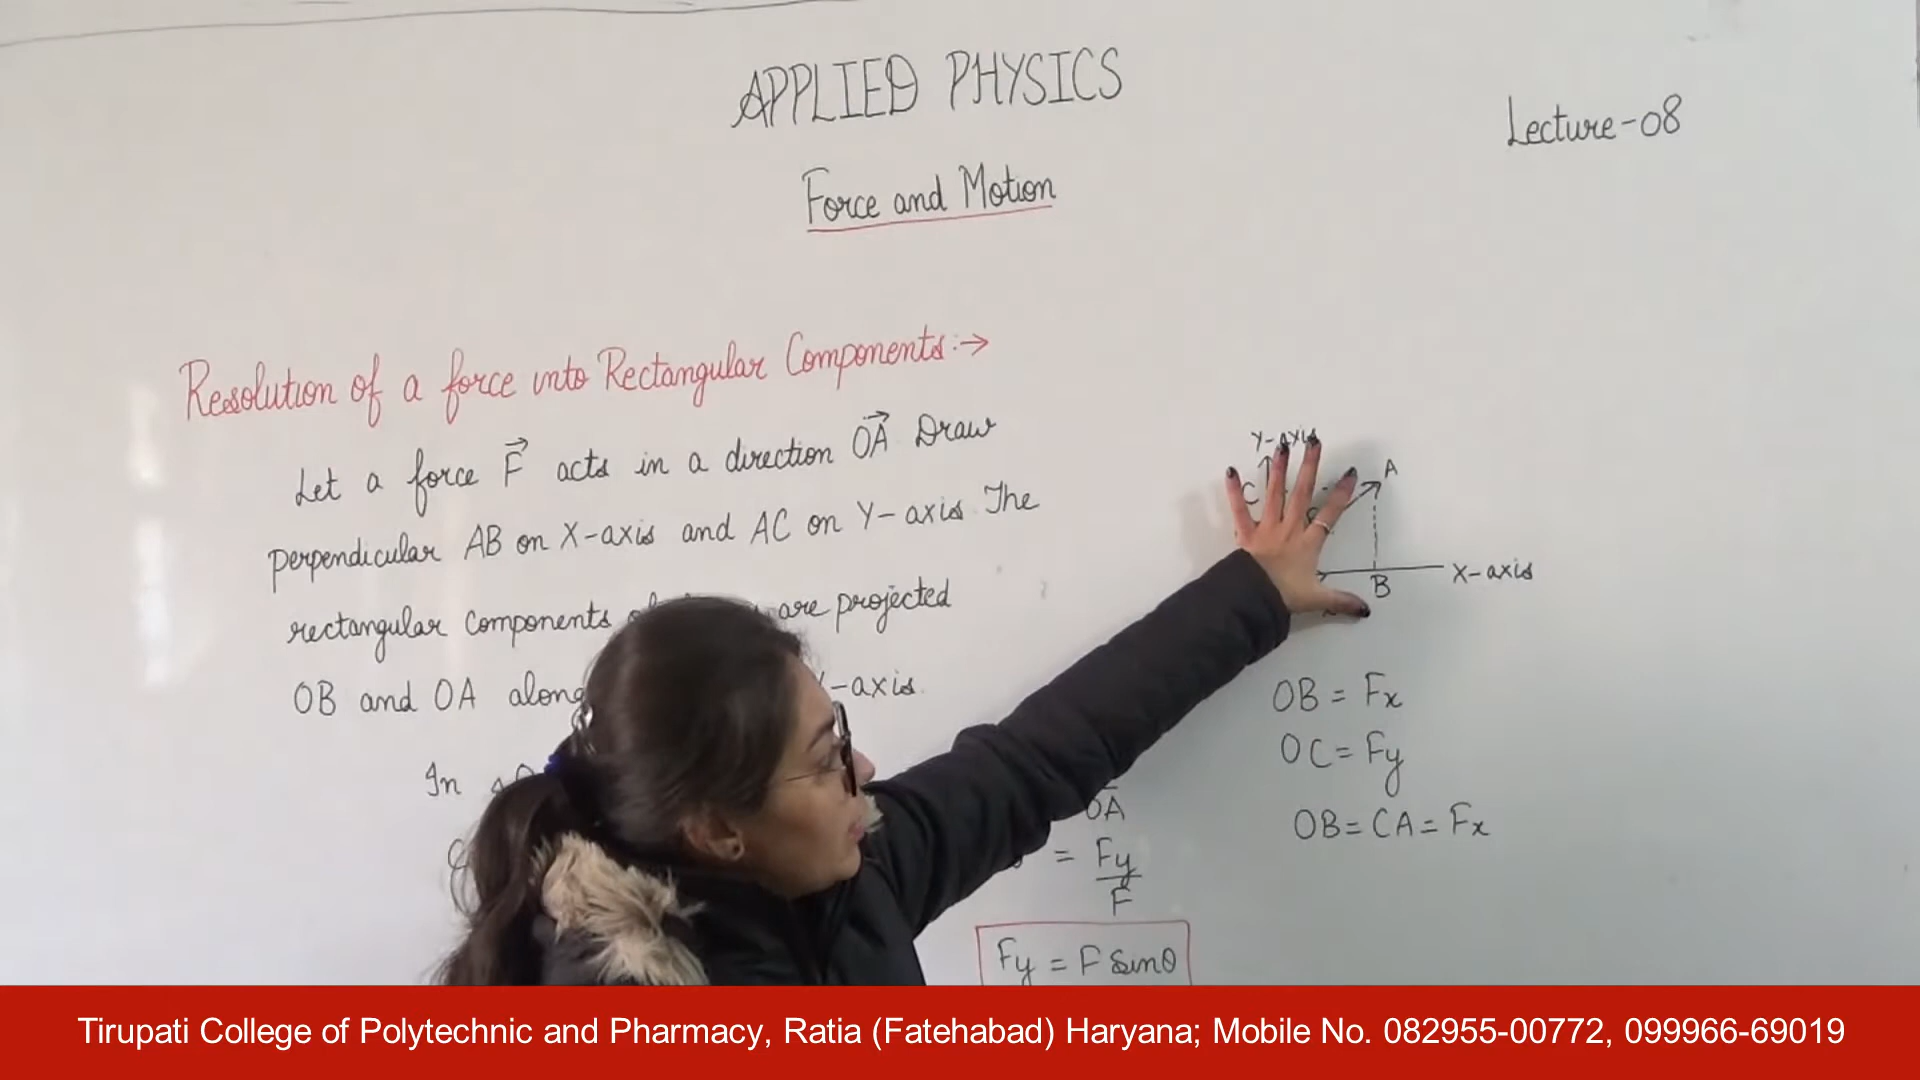 APPLIED PHYSICS
Lecture-08
Force and Motion
Resolution of a force into Rectangular Components:→
Let a force F⃗ acts in a direction OA⃗ Draw
perpendicular AB on X-axis and AC on Y-axis The
rectangular components are projected
OB and OA along -axis.
In
OA
= Fy/F
Fy = F Sinθ
Y-axis
A
C
B
X-axis
OB = Fx
OC = Fy
OB = CA = Fx
Tirupati College of Polytechnic and Pharmacy, Ratia (Fatehabad) Haryana; Mobile No. 082955-00772, 099966-69019